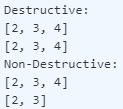 Destructive:
[2, 3, 4]
[2, 3, 4]
Non-Destructive:
[2, 3, 4]
[2, 3]